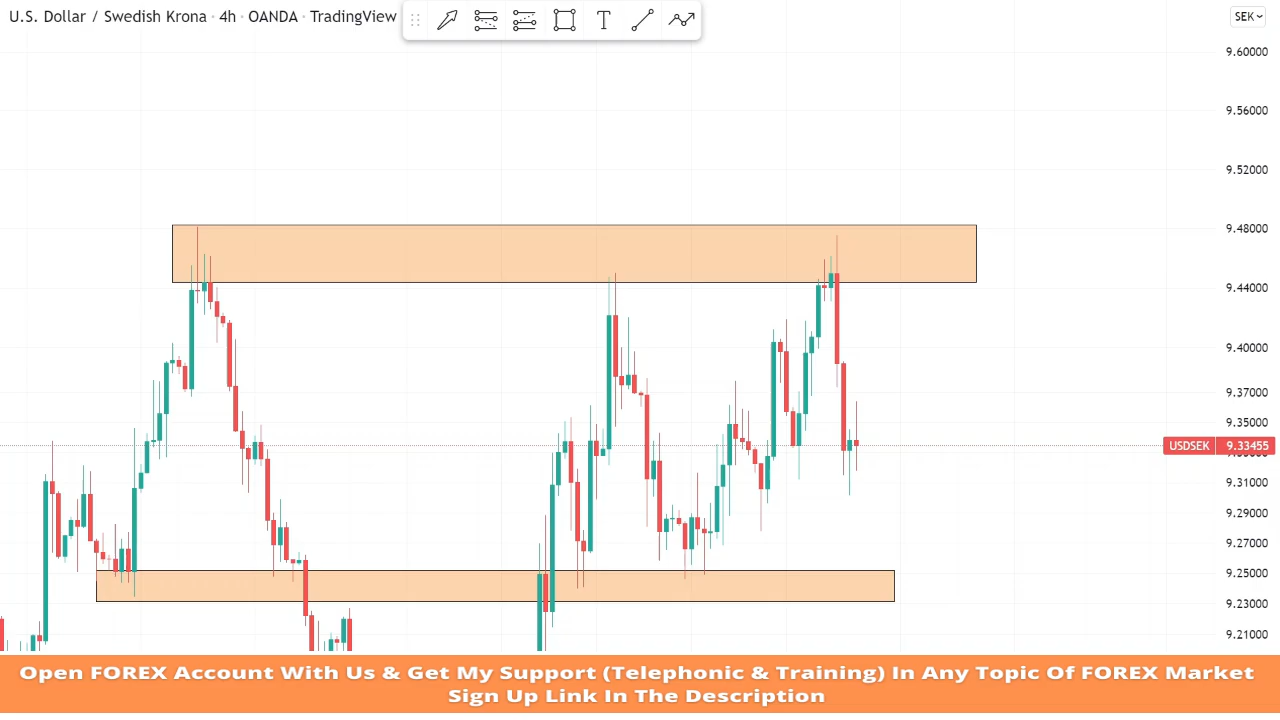 U.S. Dollar / Swedish Krona · 4h · OANDA · TradingView
T
SEK
9.60000
9.56000
9.52000
9.48000
9.44000
9.40000
9.37000
9.35000
USDSEK 9.33455
9.31000
9.29000
9.27000
9.25000
9.23000
9.21000
Open FOREX Account With Us & Get My Support (Telephonic & Training) In Any Topic Of FOREX Market
Sign Up Link In The Description